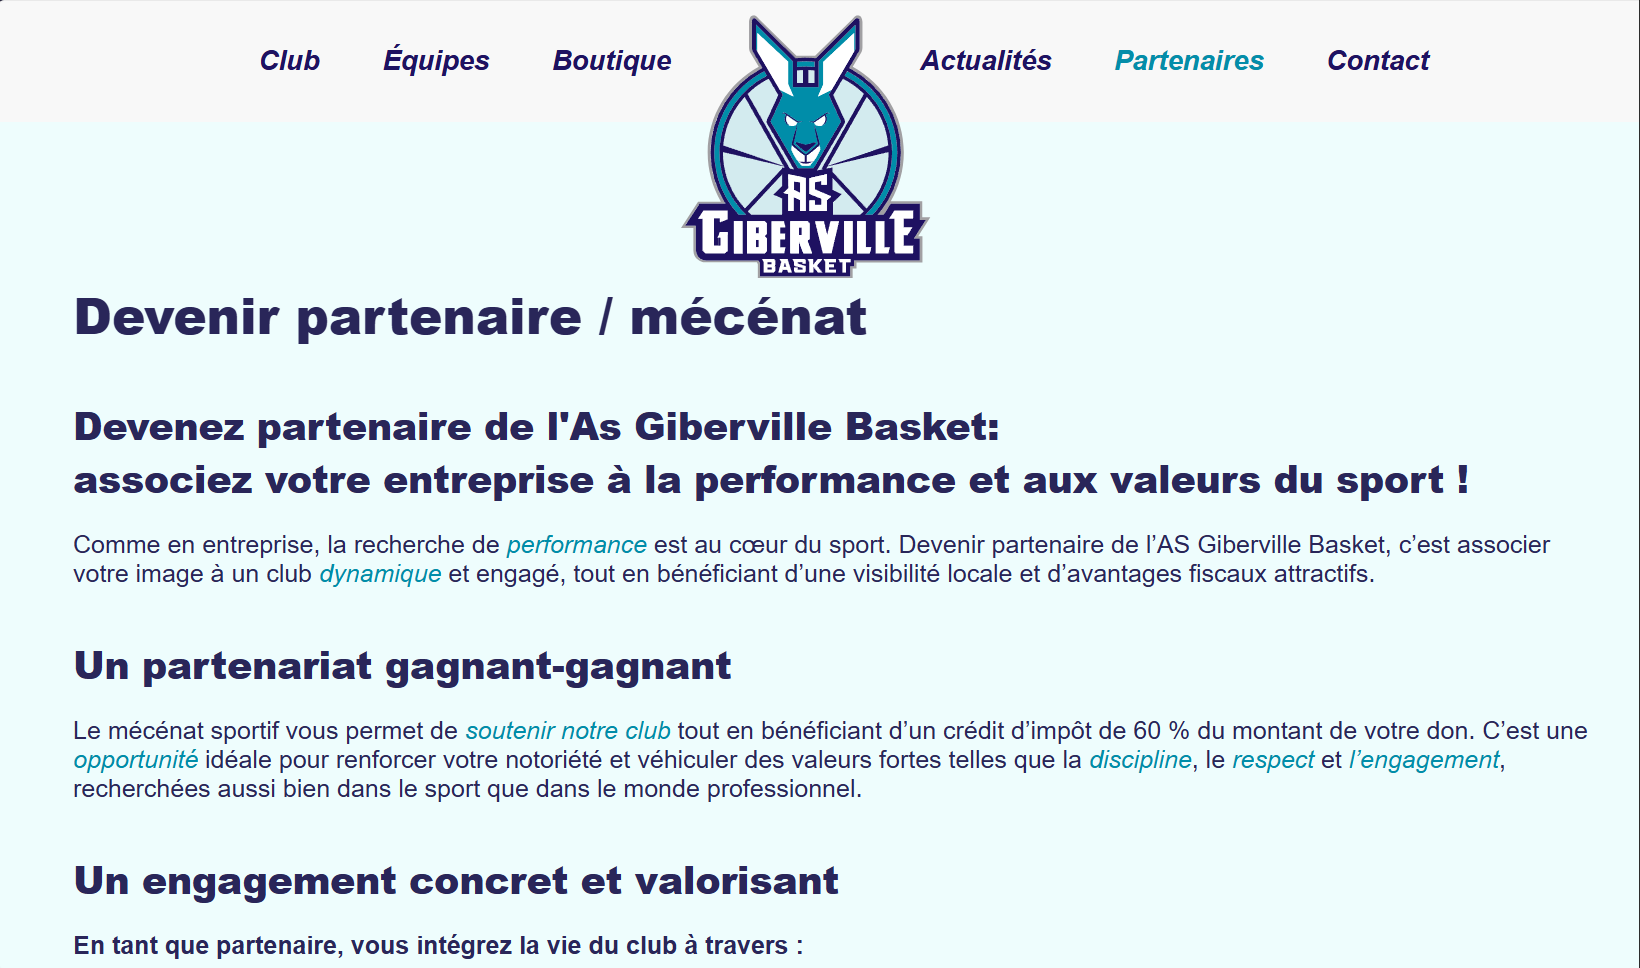 Club Équipes Boutique Actualités Partenaires Contact
AS
GIBERVILLE
BASKET
Devenir partenaire / mécénat
Devenez partenaire de l'As Giberville Basket:
associez votre entreprise à la performance et aux valeurs du sport !
Comme en entreprise, la recherche de performance est au cœur du sport. Devenir partenaire de l’AS Giberville Basket, c’est associer
votre image à un club dynamique et engagé, tout en bénéficiant d’une visibilité locale et d’avantages fiscaux attractifs.
Un partenariat gagnant-gagnant
Le mécénat sportif vous permet de soutenir notre club tout en bénéficiant d’un crédit d’impôt de 60 % du montant de votre don. C’est une
opportunité idéale pour renforcer votre notoriété et véhiculer des valeurs fortes telles que la discipline, le respect et l’engagement,
recherchées aussi bien dans le sport que dans le monde professionnel.
Un engagement concret et valorisant
En tant que partenaire, vous intégrez la vie du club à travers :